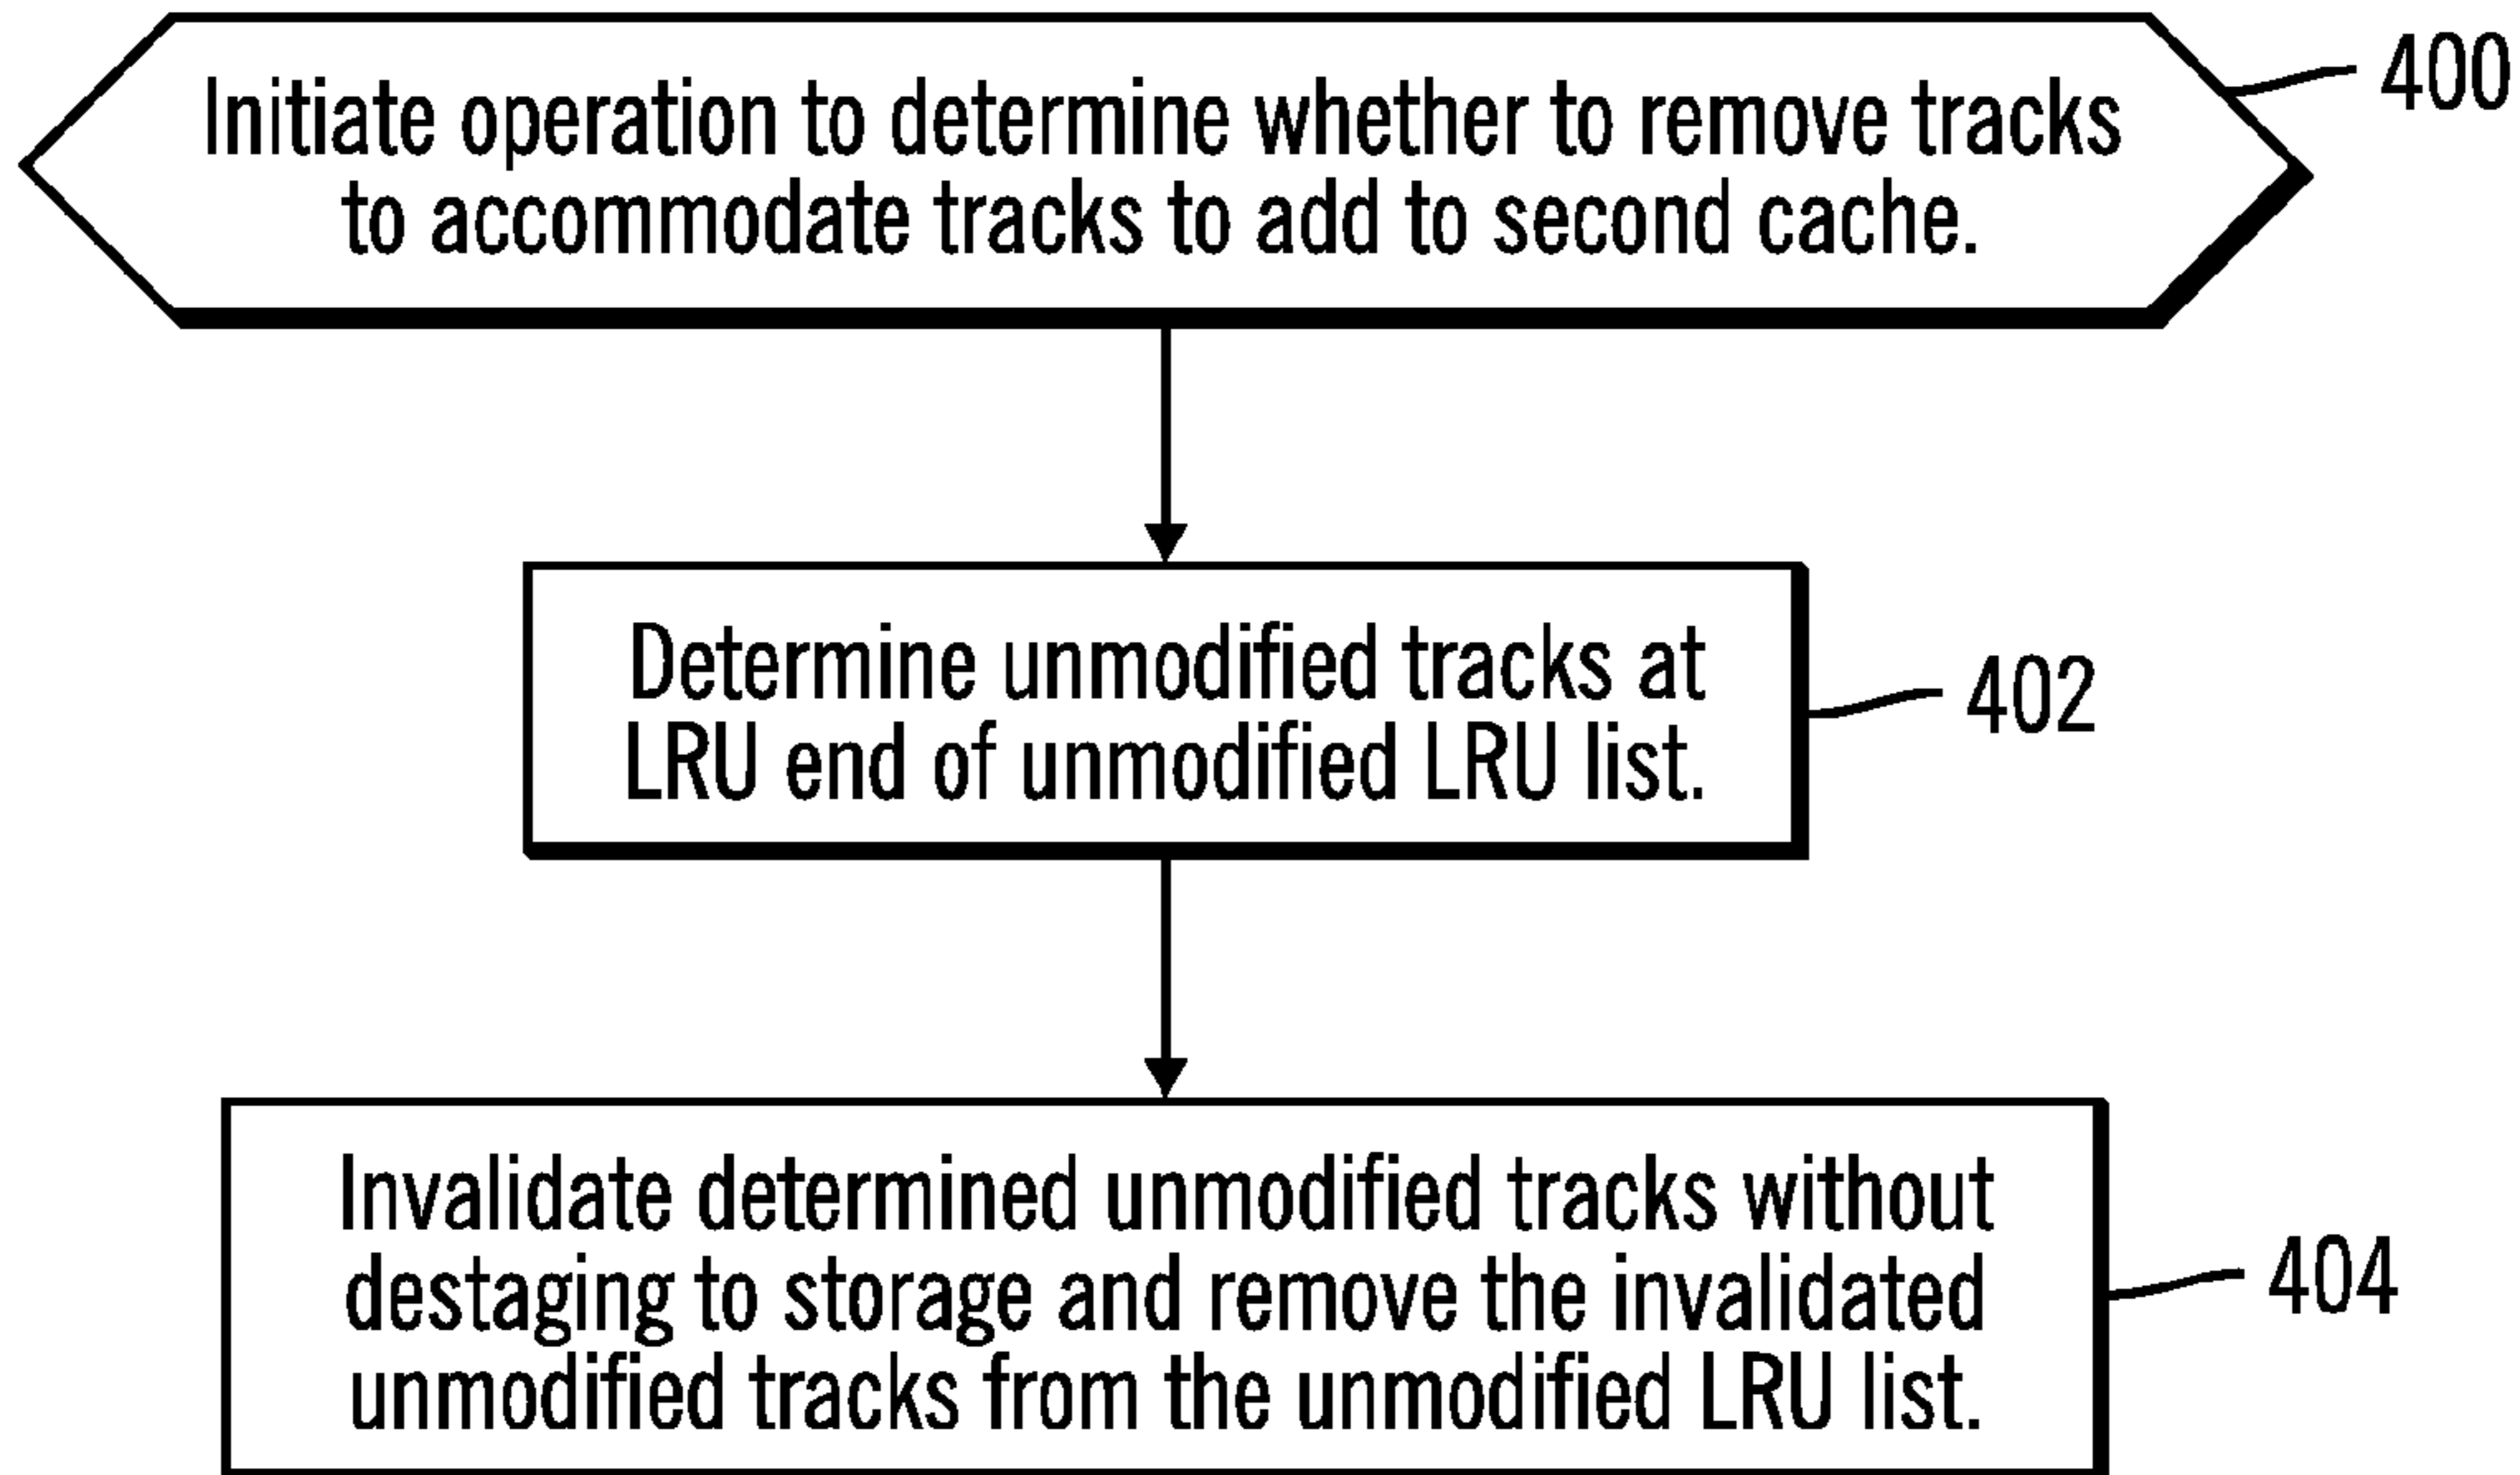 Initiate operation to determine whether to remove tracks
to accommodate tracks to add to second cache.
400
Determine unmodified tracks at
LRU end of unmodified LRU list.
402
Invalidate determined unmodified tracks without
destaging to storage and remove the invalidated
unmodified tracks from the unmodified LRU list.
404